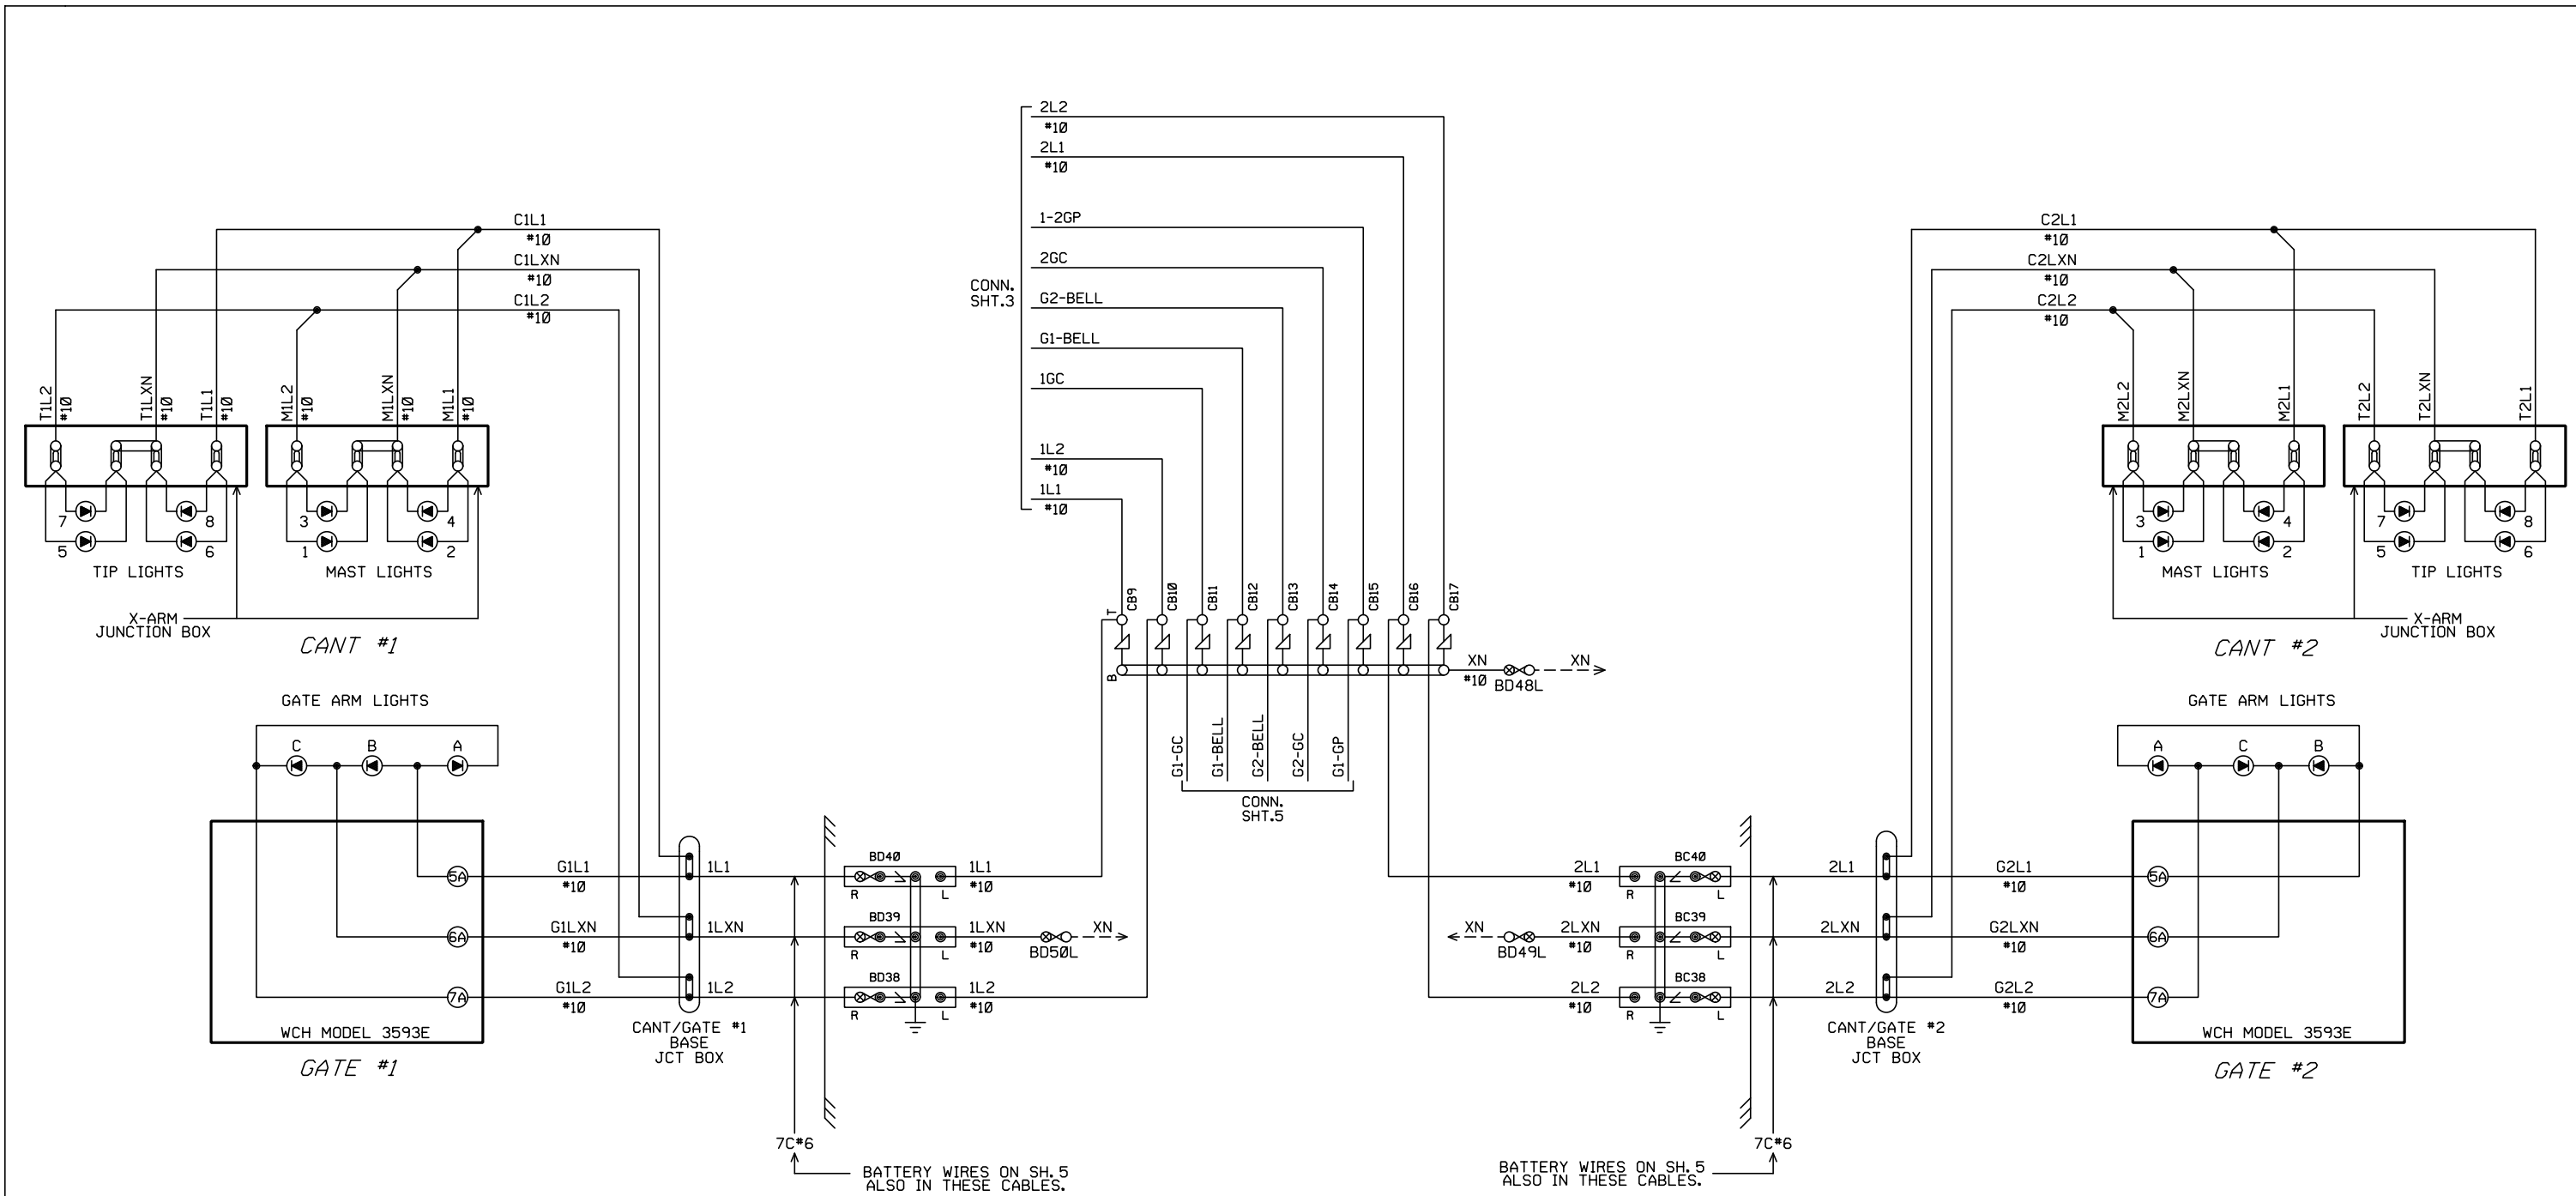 2L2
#10
2L1
#10
1-2GP
2GC
G2-BELL
G1-BELL
1GC
1L2
#10
1L1
#10
CONN.
SHT.3
C1L1
#10
C1LXN
#10
C1L2
#10
T1L2
#10
T1LXN
#10
T1L1
#10
M1L2
#10
M1LXN
#10
M1L1
#10
7
8
5
6
TIP LIGHTS
3
4
1
2
MAST LIGHTS
X-ARM
JUNCTION BOX
CANT #1
C2L1
#10
C2LXN
#10
C2L2
#10
M2L2
M2LXN
M2L1
T2L2
T2LXN
T2L1
3
4
1
2
MAST LIGHTS
7
8
5
6
TIP LIGHTS
X-ARM
JUNCTION BOX
CANT #2
T
CB9
CB10
CB11
CB12
CB13
CB14
CB15
CB16
CB17
B
XN
#10
BD48L
XN
G1-GC
G1-BELL
G2-BELL
G2-GC
G1-GP
CONN.
SHT.5
GATE ARM LIGHTS
C
B
A
5A
6A
7A
WCH MODEL 3593E
GATE #1
G1L1
#10
G1LXN
#10
G1L2
#10
1L1
1LXN
1L2
CANT/GATE #1
BASE
JCT BOX
BD40
R
L
BD39
R
L
BD38
R
L
1L1
#10
1LXN
#10
BD50L
XN
1L2
#10
7C#6
BATTERY WIRES ON SH.5
ALSO IN THESE CABLES.
2L1
#10
XN
BD49L
2LXN
#10
2L2
#10
BC40
R
L
BC39
R
L
BC38
R
L
2L1
2LXN
2L2
CANT/GATE #2
BASE
JCT BOX
G2L1
#10
G2LXN
#10
G2L2
#10
7C#6
BATTERY WIRES ON SH.5
ALSO IN THESE CABLES.
GATE ARM LIGHTS
A
C
B
5A
6A
7A
WCH MODEL 3593E
GATE #2